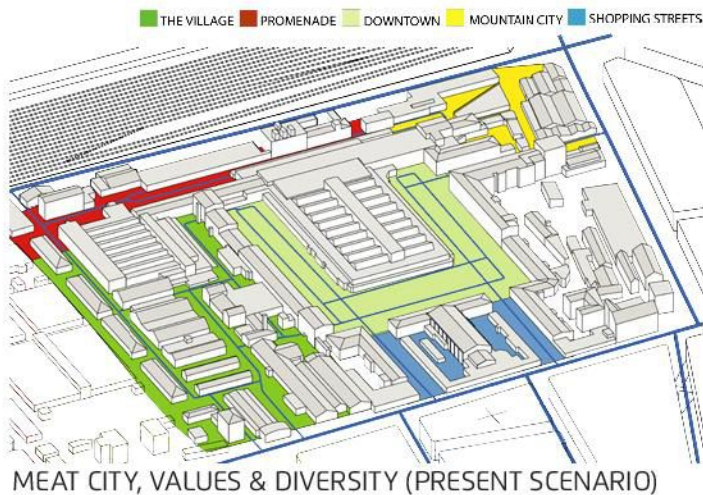 THE VILLAGE PROMENADE DOWNTOWN MOUNTAIN CITY SHOPPING STREETS
MEAT CITY, VALUES & DIVERSITY (PRESENT SCENARIO)